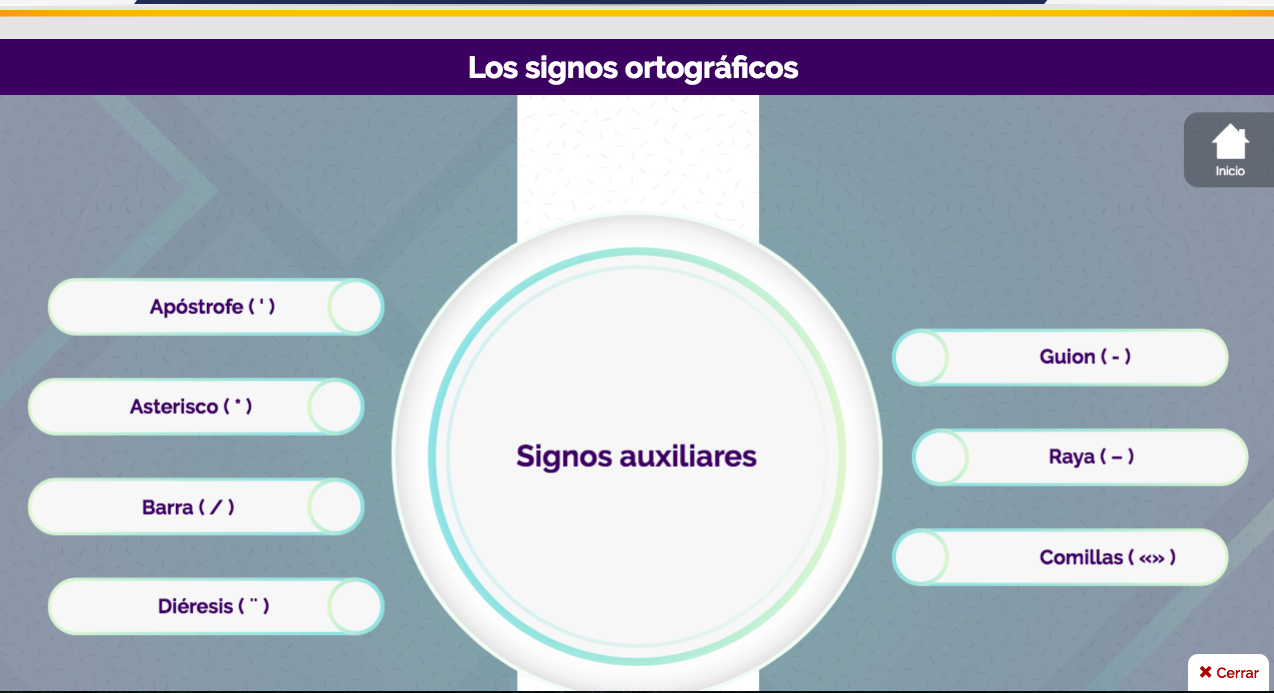 Los signos ortográficos
Inicio
Apóstrofe ( ' )
Asterisco ( * )
Barra ( / )
Diéresis ( ¨ )
Signos auxiliares
Guion ( - )
Raya ( – )
Comillas ( «» )
✖ Cerrar